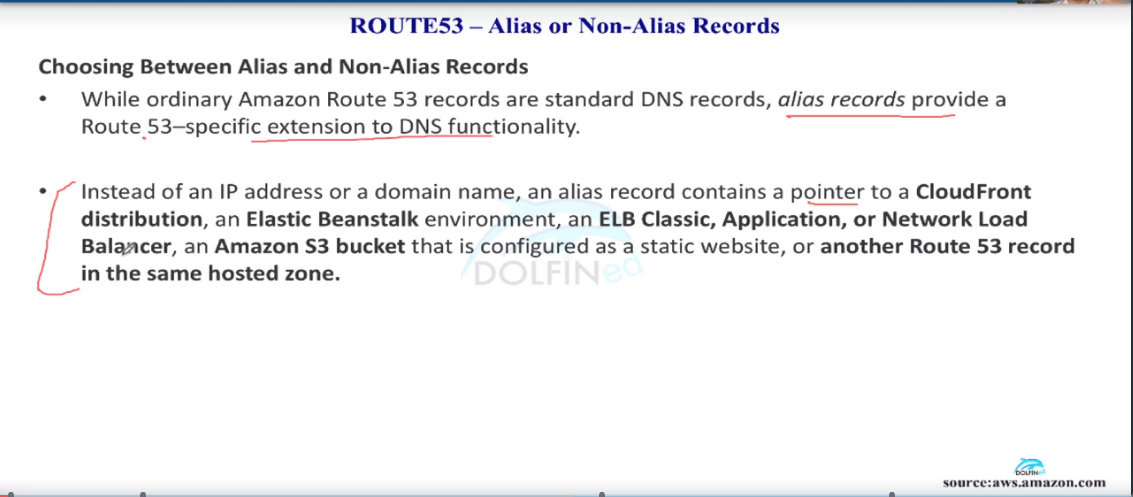 ROUTE53 – Alias or Non-Alias Records
Choosing Between Alias and Non-Alias Records
• While ordinary Amazon Route 53 records are standard DNS records, alias records provide a
Route 53–specific extension to DNS functionality.
• Instead of an IP address or a domain name, an alias record contains a pointer to a CloudFront
distribution, an Elastic Beanstalk environment, an ELB Classic, Application, or Network Load
Balancer, an Amazon S3 bucket that is configured as a static website, or another Route 53 record
in the same hosted zone.
DOLFINed
DOLFINed
source:aws.amazon.com